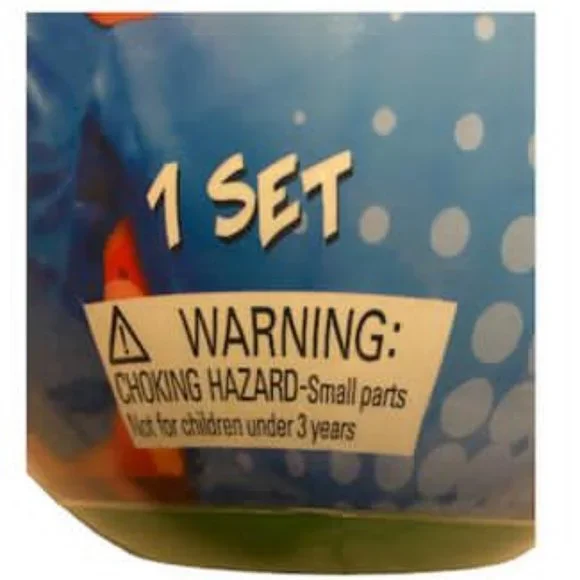 1 SET
⚠ WARNING:
CHOKING HAZARD-Small parts
Not for children under 3 years